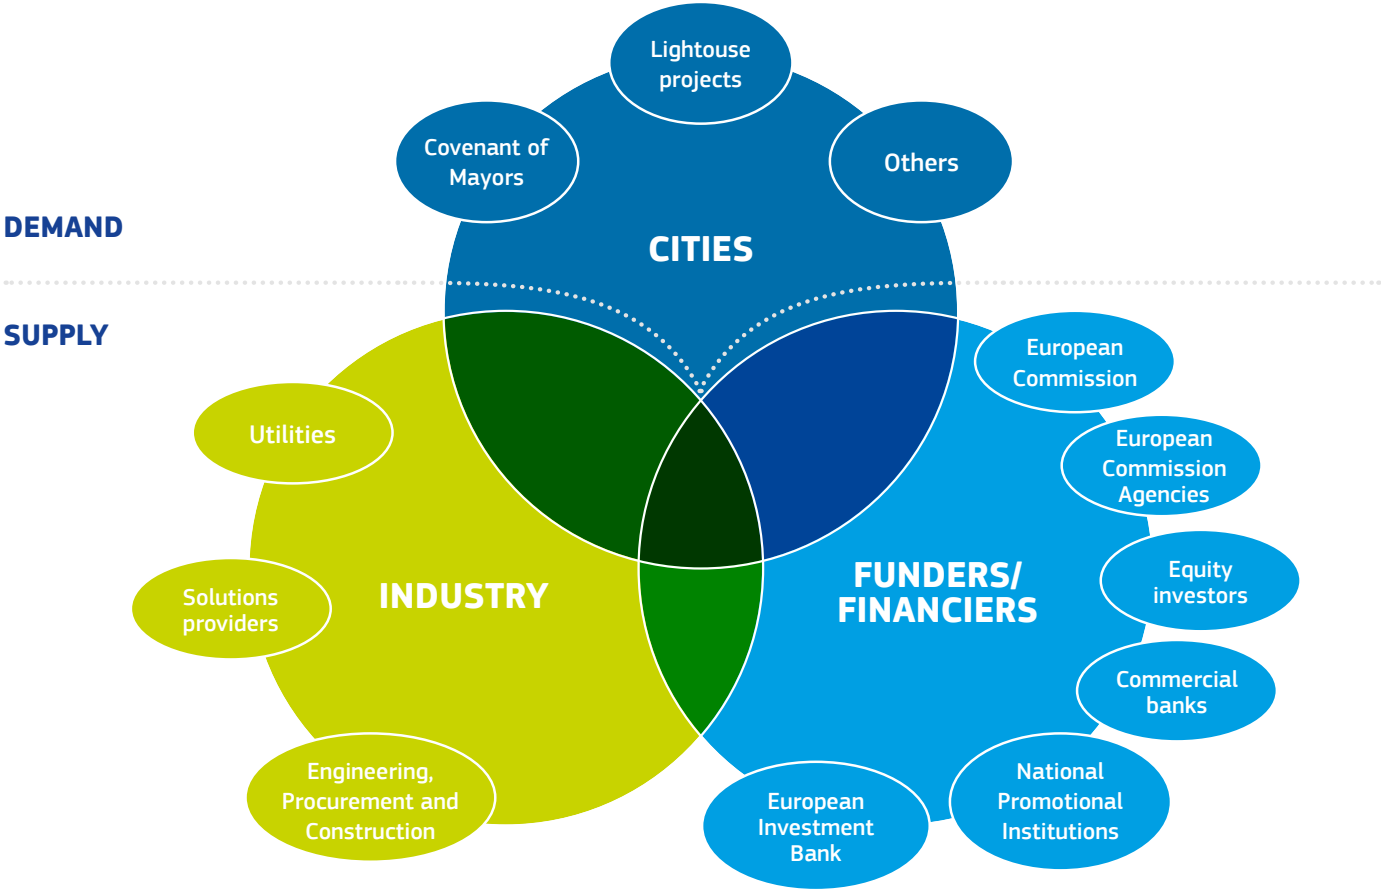 Lightouse
projects
Covenant of
Mayors
Others
DEMAND
CITIES
SUPPLY
European
Commission
Utilities
European
Commission
Agencies
INDUSTRY
FUNDERS/
FINANCIERS
Equity
investors
Solutions
providers
Commercial
banks
Engineering,
Procurement and
Construction
European
Investment
Bank
National
Promotional
Institutions